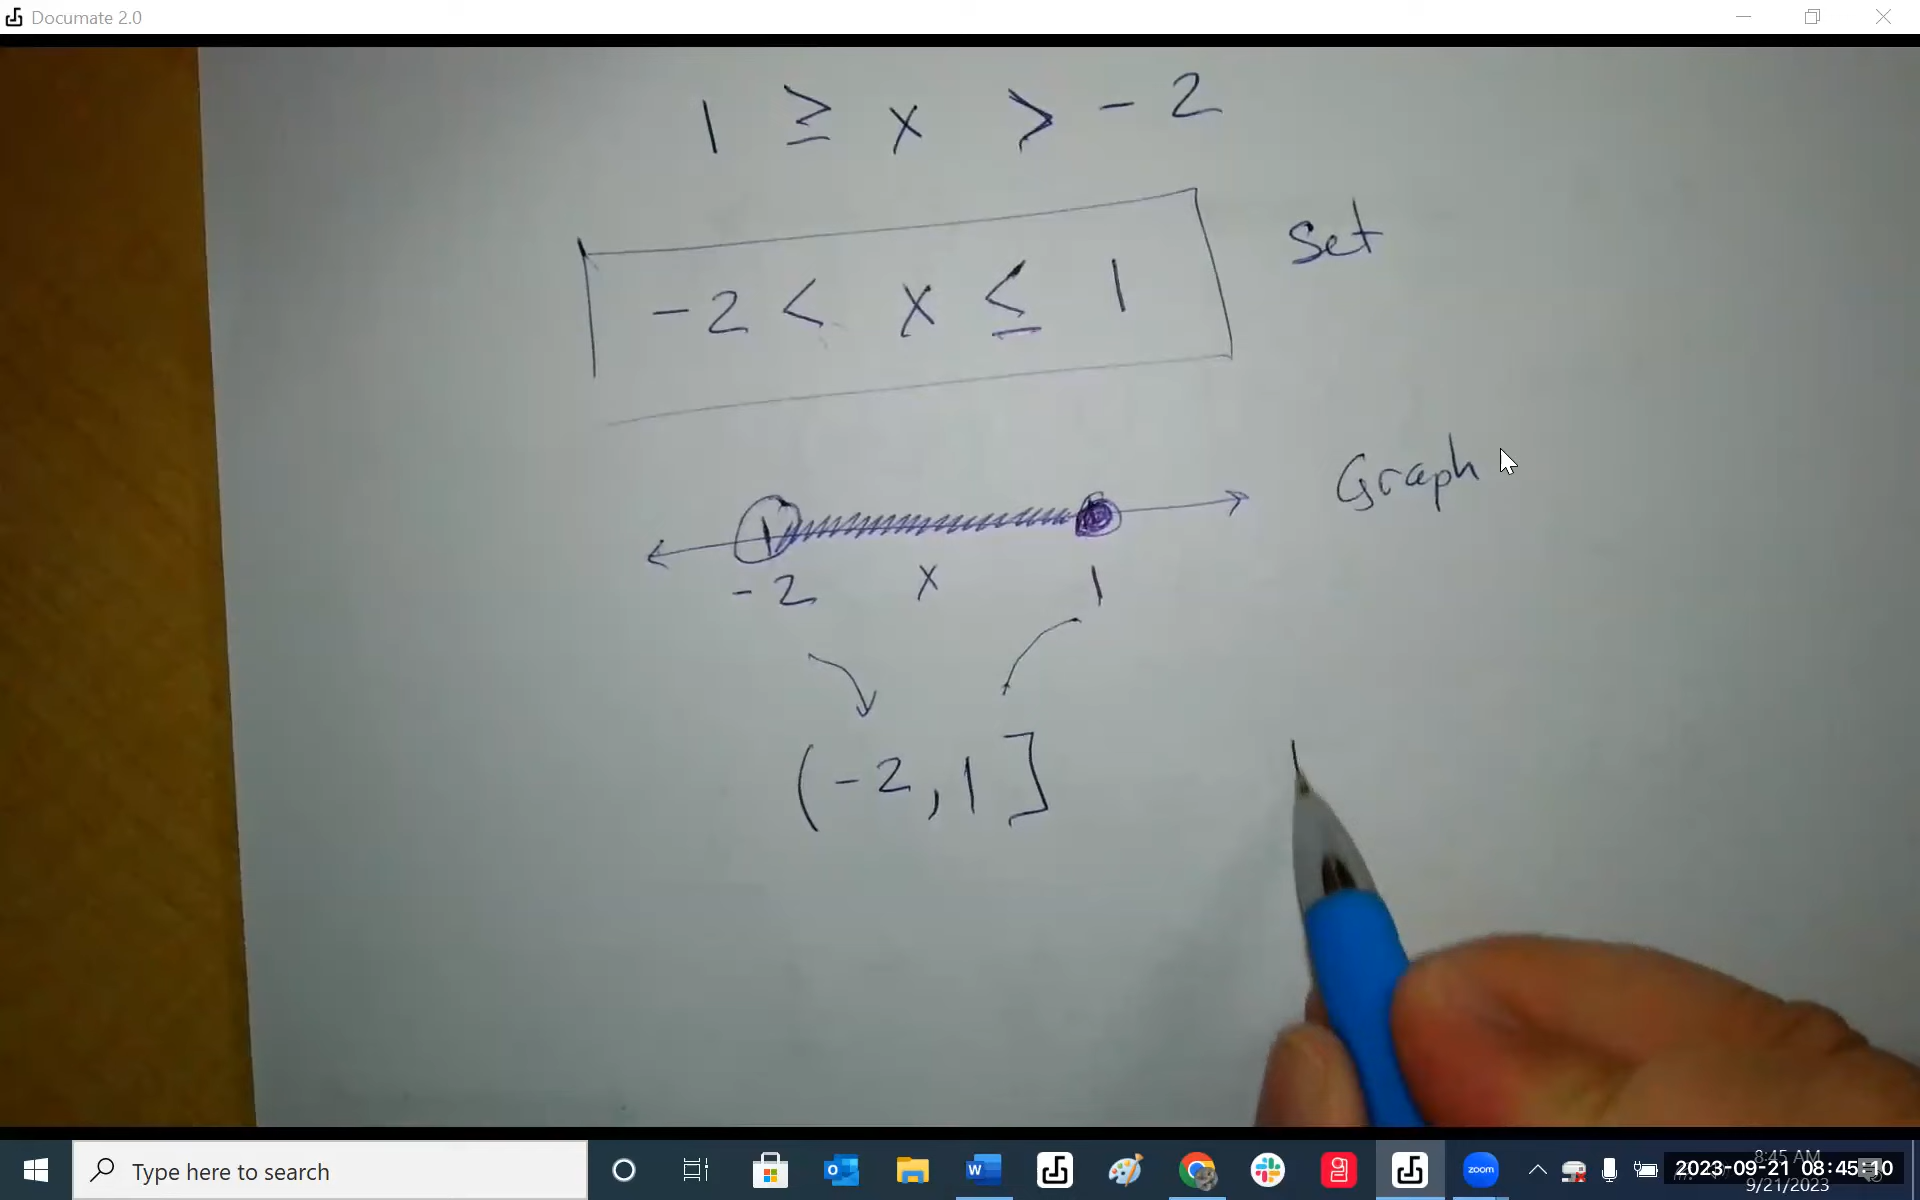 Documate 2.0
1 ≥ x > -2
-2 < x ≤ 1
Set
Graph
-2 x 1
(-2, 1]
Type here to search
zoom
8:45 AM
2023-09-21 08:45:10
9/21/2023